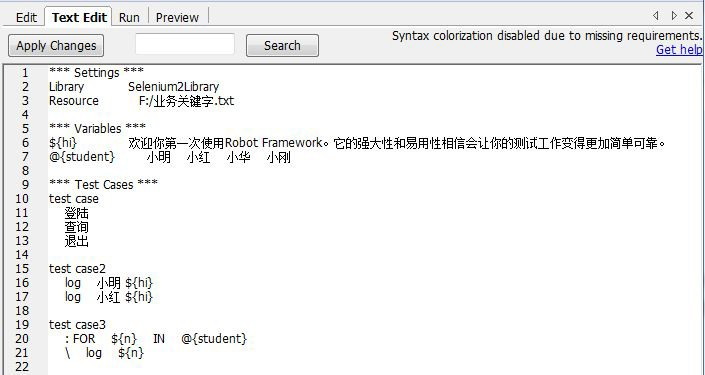 Edit Text Edit Run Preview
Apply Changes Search Syntax colorization disabled due to missing requirements.
Get help
1 *** Settings ***
2 Library Selenium2Library
3 Resource F:/业务关键字.txt
4
5 *** Variables ***
6 ${hi} 欢迎你第一次使用Robot Framework。它的强大性和易用性相信会让你的测试工作变得更加简单可靠。
7 @{student} 小明 小红 小华 小刚
8
9 *** Test Cases ***
10 test case
11 登陆
12 查询
13 退出
14
15 test case2
16 log 小明 ${hi}
17 log 小红 ${hi}
18
19 test case3
20 : FOR ${n} IN @{student}
21 \ log ${n}
22